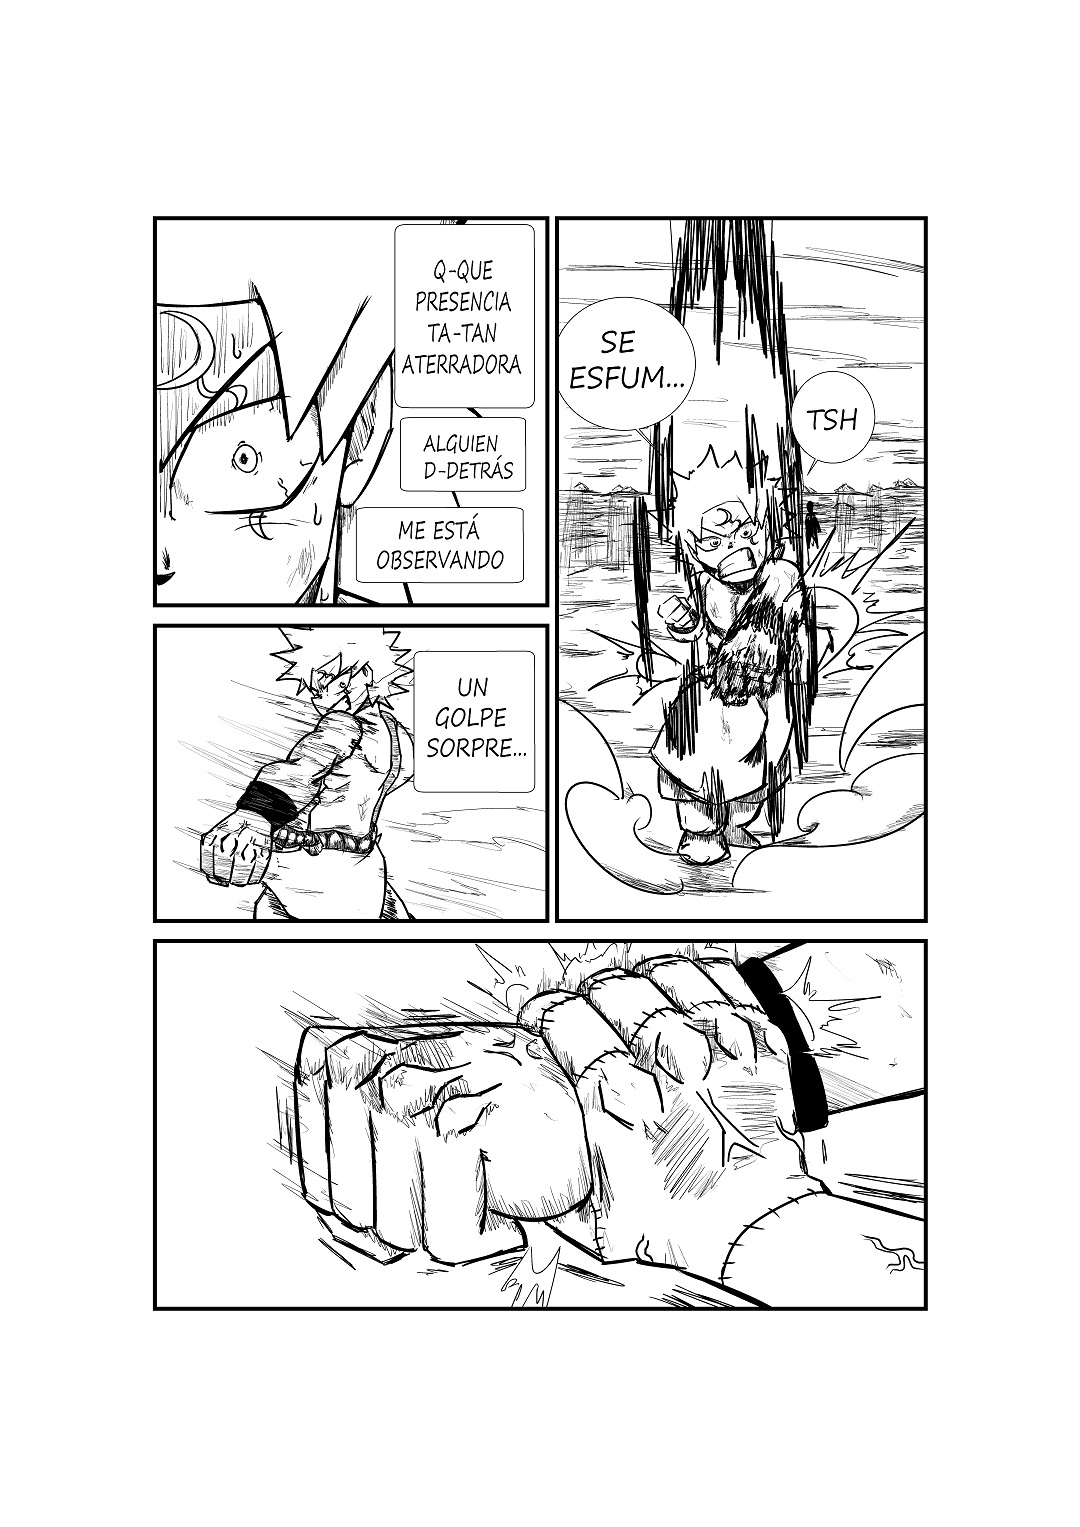 TSH
SE
ESFUM...
Q-QUE
PRESENCIA
TA-TAN
ATERRADORA
ALGUIEN
D-DETRÁS
ME ESTÁ
OBSERVANDO
UN
GOLPE
SORPRE...